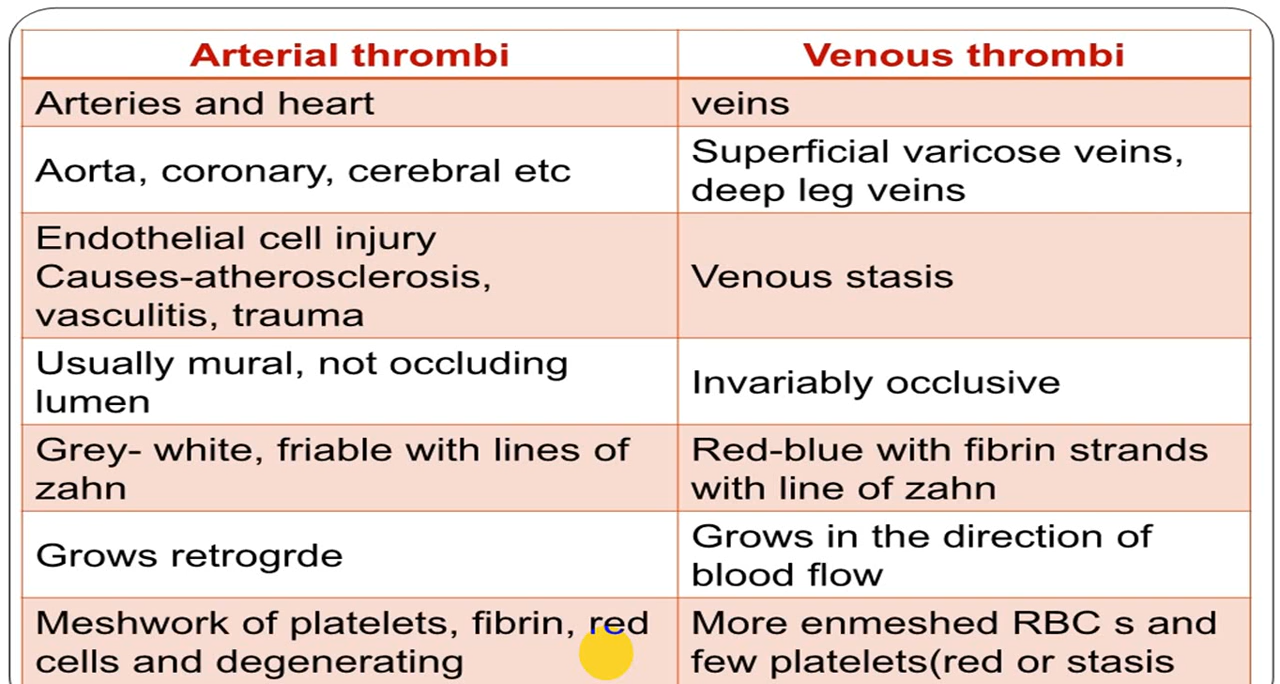 Arterial thrombi
Venous thrombi
Arteries and heart
veins
Aorta, coronary, cerebral etc
Superficial varicose veins,
deep leg veins
Endothelial cell injury
Causes-atherosclerosis,
vasculitis, trauma
Venous stasis
Usually mural, not occluding
lumen
Invariably occlusive
Grey- white, friable with lines of
zahn
Red-blue with fibrin strands
with line of zahn
Grows retrogrde
Grows in the direction of
blood flow
Meshwork of platelets, fibrin, red
cells and degenerating
More enmeshed RBC s and
few platelets(red or stasis